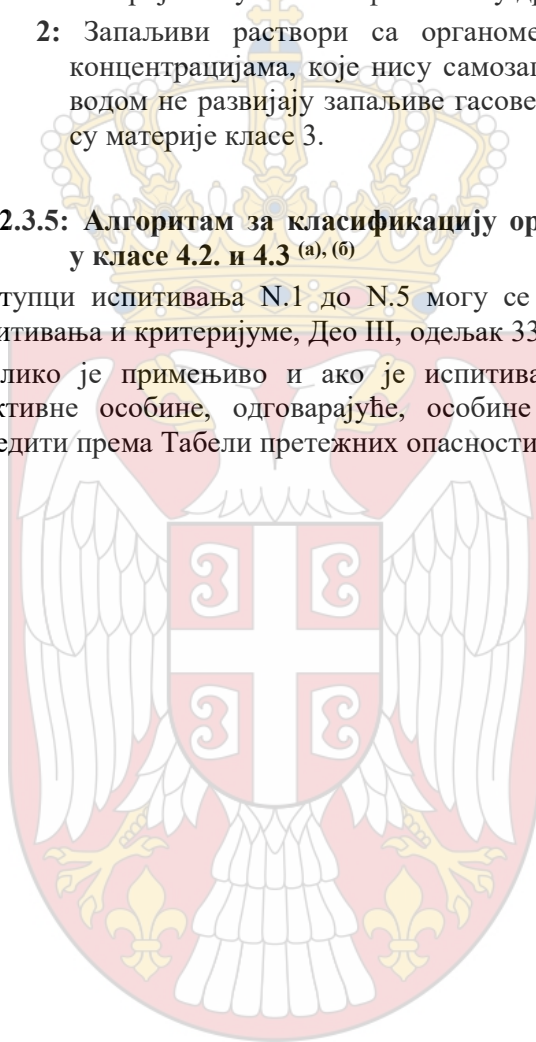 2: Запаљиви раствори са органоме
концентрацијама, које нису самозап
водом не развијају запаљиве гасове
су материје класе 3.
2.3.5: Алгоритам за класификацију ор
у класе 4.2. и 4.3 (а), (б)
тупци испитивања N.1 до N.5 могу се
итивања и критеријуме, Део III, одељак 33
лико је примењиво и ако је испитива
ктивне особине, одговарајуће, особине
едити према Табели претежних опасности